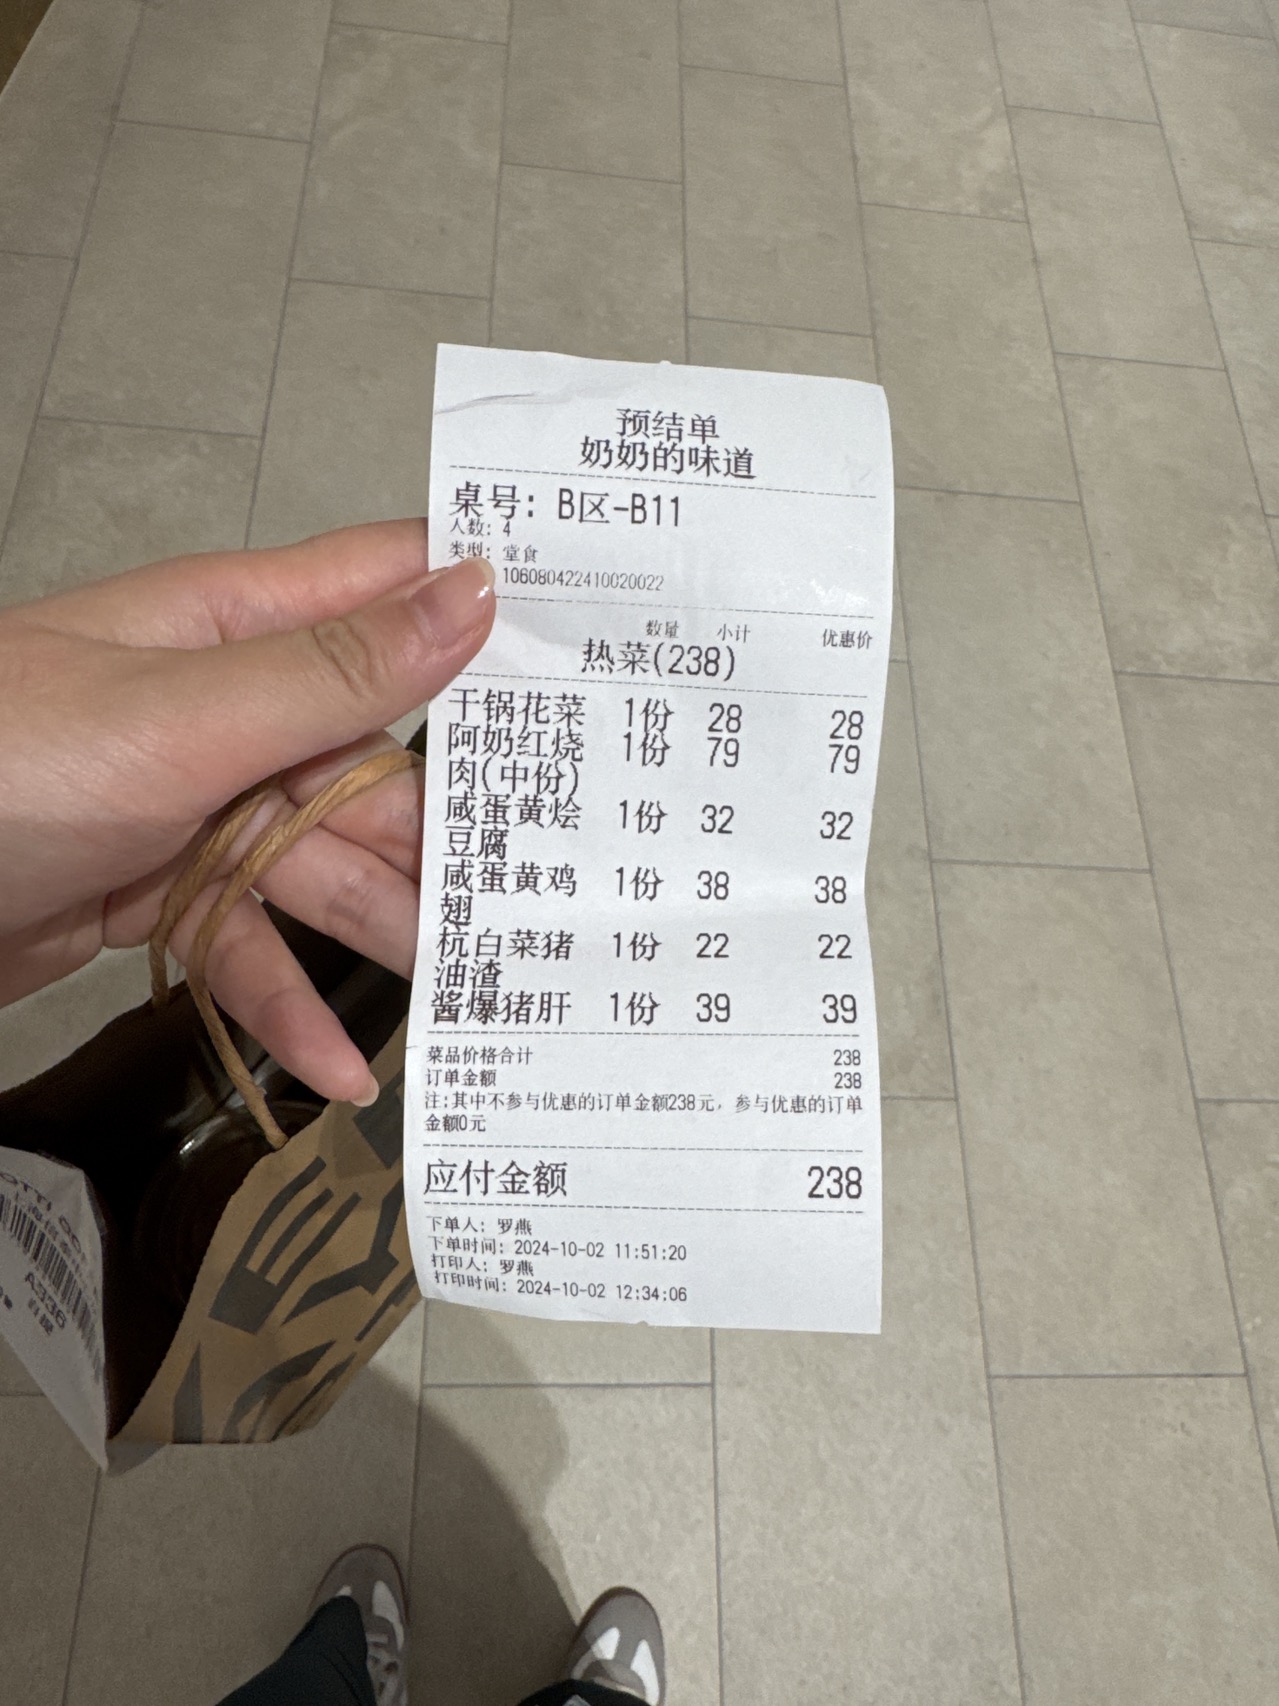 预结单
奶奶的味道
桌号: B区-B11
人数: 4
类型: 堂食
106080422410020022
数量 小计 优惠价
热菜(238)
干锅花菜 1份 28 28
阿奶红烧 1份 79 79
肉(中份)
咸蛋黄烩 1份 32 32
豆腐
咸蛋黄鸡 1份 38 38
翅
杭白菜猪 1份 22 22
油渣
酱爆猪肝 1份 39 39
菜品价格合计 238
订单金额 238
注:其中不参与优惠的订单金额238元，参与优惠的订单
金额0元
应付金额 238
下单人: 罗燕
下单时间: 2024-10-02 11:51:20
打印人: 罗燕
打印时间: 2024-10-02 12:34:06
A336